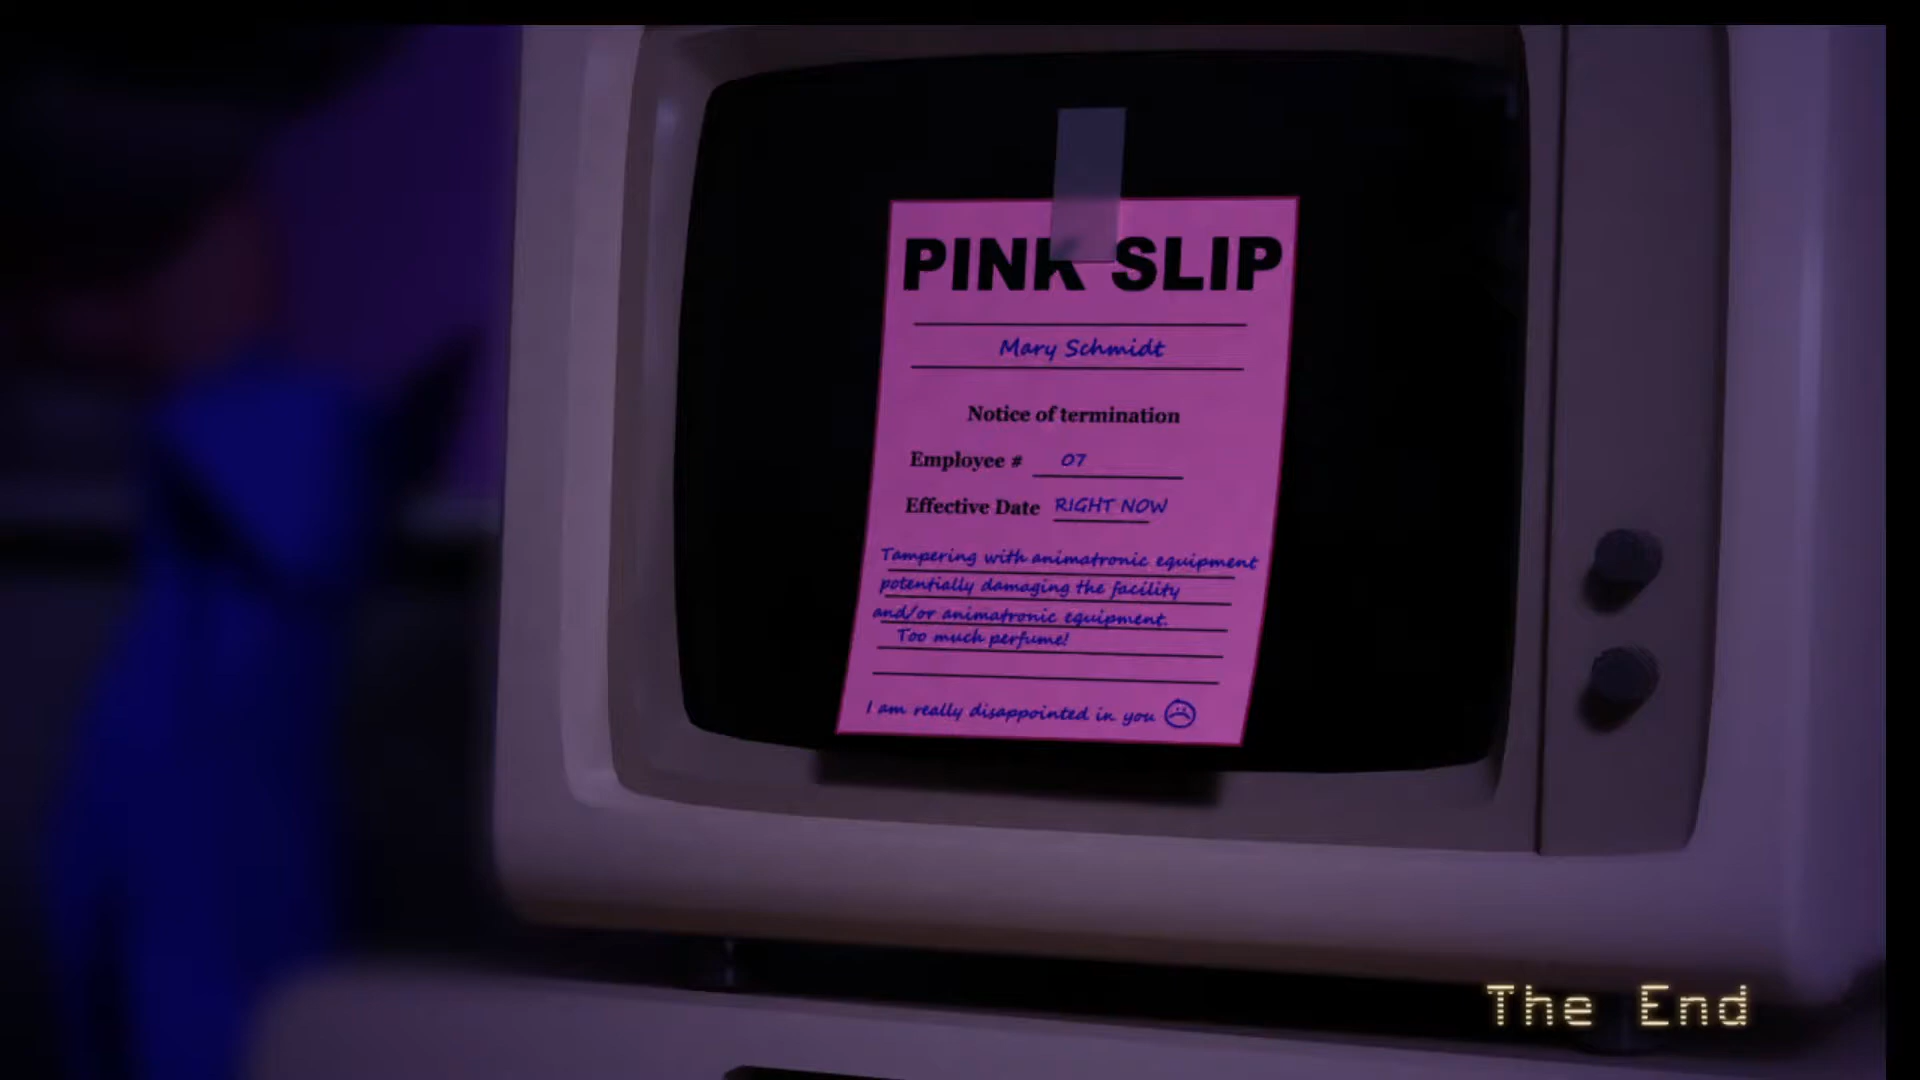 PINK SLIP
Mary Schmidt
Notice of termination
Employee # 07
Effective Date RIGHT NOW
Tampering with animatronic equipment
potentially damaging the facility
and/or animatronic equipment.
Too much perfume!
I am really disappointed in you
The End